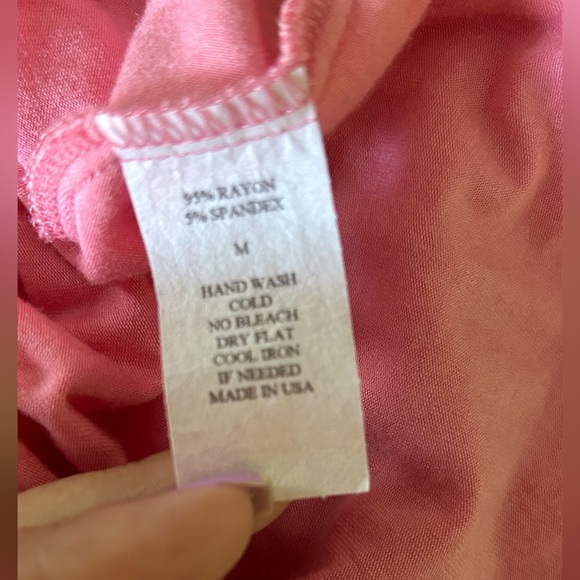 95% RAYON
5% SPANDEX
M
HAND WASH
COLD
NO BLEACH
DRY FLAT
COOL IRON
IF NEEDED
MADE IN USA